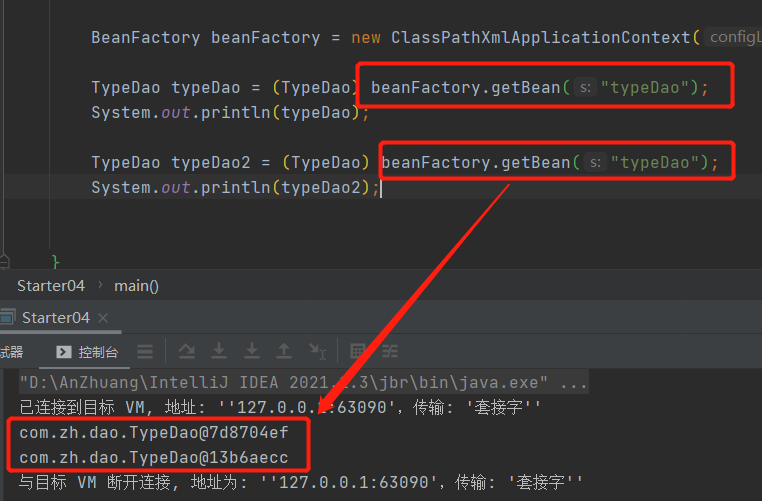 BeanFactory beanFactory = new ClassPathXmlApplicationContext( configL
TypeDao typeDao = (TypeDao) beanFactory.getBean( s: "typeDao");
System.out.println(typeDao);
TypeDao typeDao2 = (TypeDao) beanFactory.getBean( s: "typeDao");
System.out.println(typeDao2);
}
Starter04 › main()
Starter04 ×
试器 控制台
"D:\AnZhuang\IntelliJ IDEA 2021.2.3\jbr\bin\java.exe" ...
已连接到目标 VM, 地址: ''127.0.0.1:63090'，传输: '套接字''
com.zh.dao.TypeDao@7d8704ef
com.zh.dao.TypeDao@13b6aecc
与目标 VM 断开连接, 地址为: ''127.0.0.1:63090'，传输: '套接字''